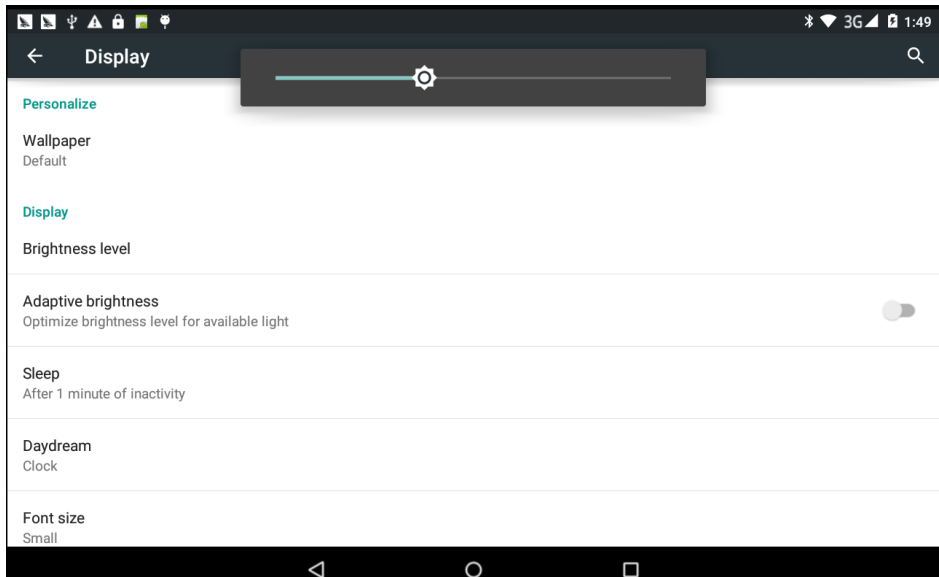 3G 1:49
Display
Personalize
Wallpaper
Default
Display
Brightness level
Adaptive brightness
Optimize brightness level for available light
Sleep
After 1 minute of inactivity
Daydream
Clock
Font size
Small